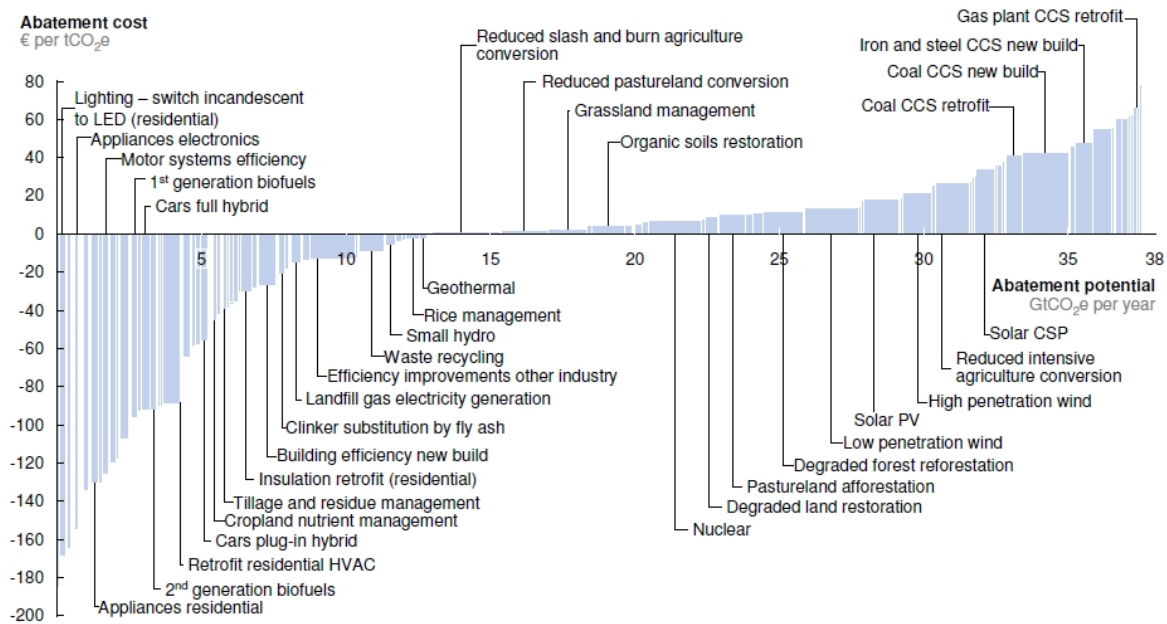 Abatement cost
€ per tCO₂e
80
60
40
20
0
-20
-40
-60
-80
-100
-120
-140
-160
-180
-200
Lighting – switch incandescent
to LED (residential)
Appliances electronics
Motor systems efficiency
1st generation biofuels
Cars full hybrid
Reduced slash and burn agriculture
conversion
Reduced pastureland conversion
Grassland management
Organic soils restoration
Gas plant CCS retrofit
Iron and steel CCS new build
Coal CCS new build
Coal CCS retrofit
5
10
15
20
25
30
35
38
Abatement potential
GtCO₂e per year
Geothermal
Rice management
Small hydro
Waste recycling
Efficiency improvements other industry
Landfill gas electricity generation
Clinker substitution by fly ash
Building efficiency new build
Insulation retrofit (residential)
Tillage and residue management
Cropland nutrient management
Cars plug-in hybrid
Retrofit residential HVAC
2nd generation biofuels
Appliances residential
Solar CSP
Reduced intensive
agriculture conversion
High penetration wind
Solar PV
Low penetration wind
Degraded forest reforestation
Pastureland afforestation
Degraded land restoration
Nuclear